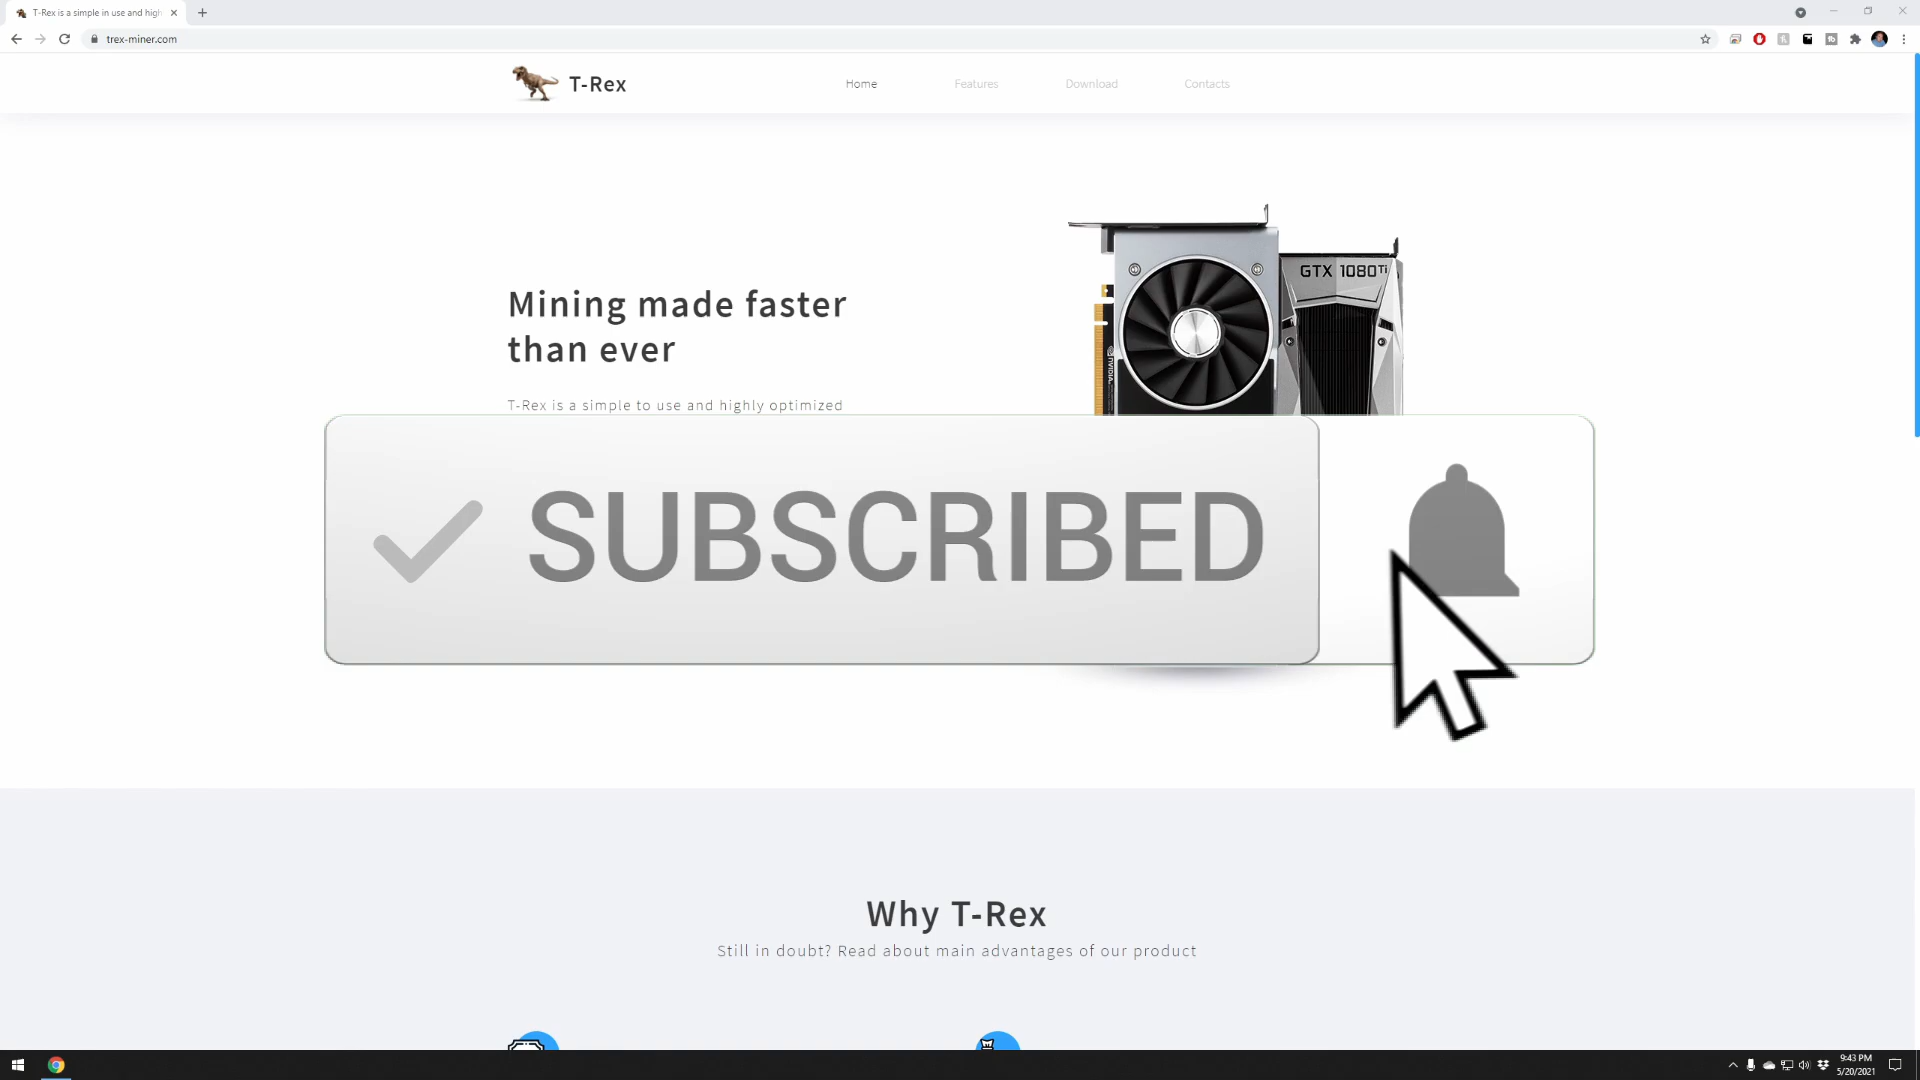 T-Rex is a simple in use and high
trex-miner.com
T-Rex
Home
Features
Download
Contacts
Mining made faster
than ever
T-Rex is a simple to use and highly optimized
GTX 1080Ti
NVIDIA
SUBSCRIBED
Why T-Rex
Still in doubt? Read about main advantages of our product
9:43 PM
5/20/2021